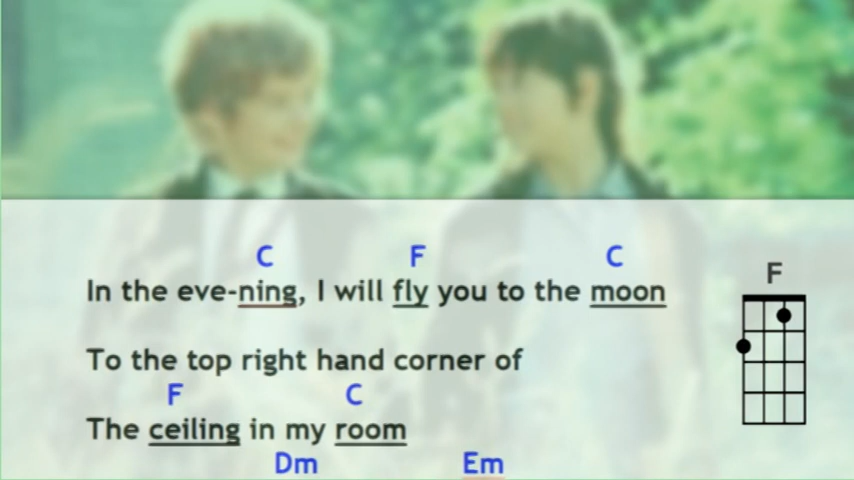 C F C
In the eve-ning, I will fly you to the moon
F
To the top right hand corner of
F C
The ceiling in my room
Dm Em